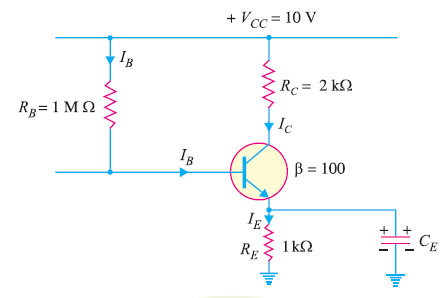 + V_CC = 10 V
I_B
R_B = 1 M Ω
R_C = 2 kΩ
I_C
I_B
β = 100
I_E
R_E 1 kΩ
+ +
C_E